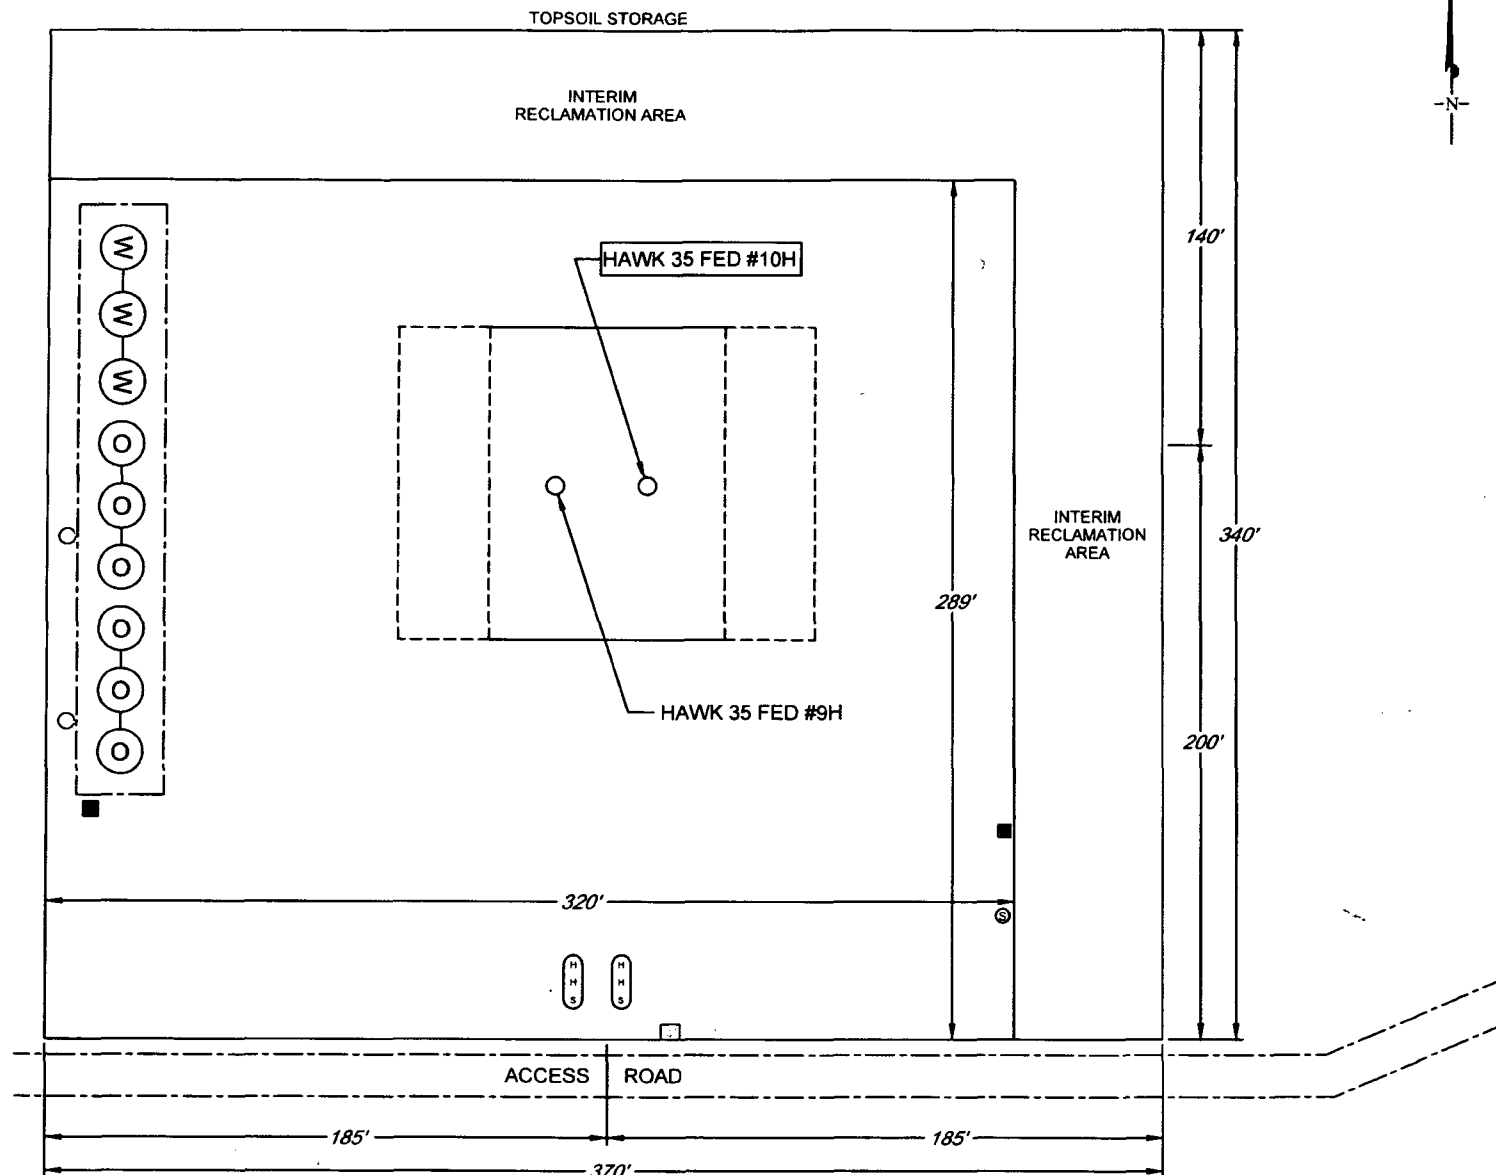 TOPSOIL STORAGE
INTERIM
RECLAMATION AREA
-N-
W
W
W
O
O
O
O
O
O
HAWK 35 FED #10H
140'
INTERIM
RECLAMATION
AREA
340'
289'
HAWK 35 FED #9H
200'
320'
S
H
H
S
H
H
S
ACCESS ROAD
185'
185'
370'